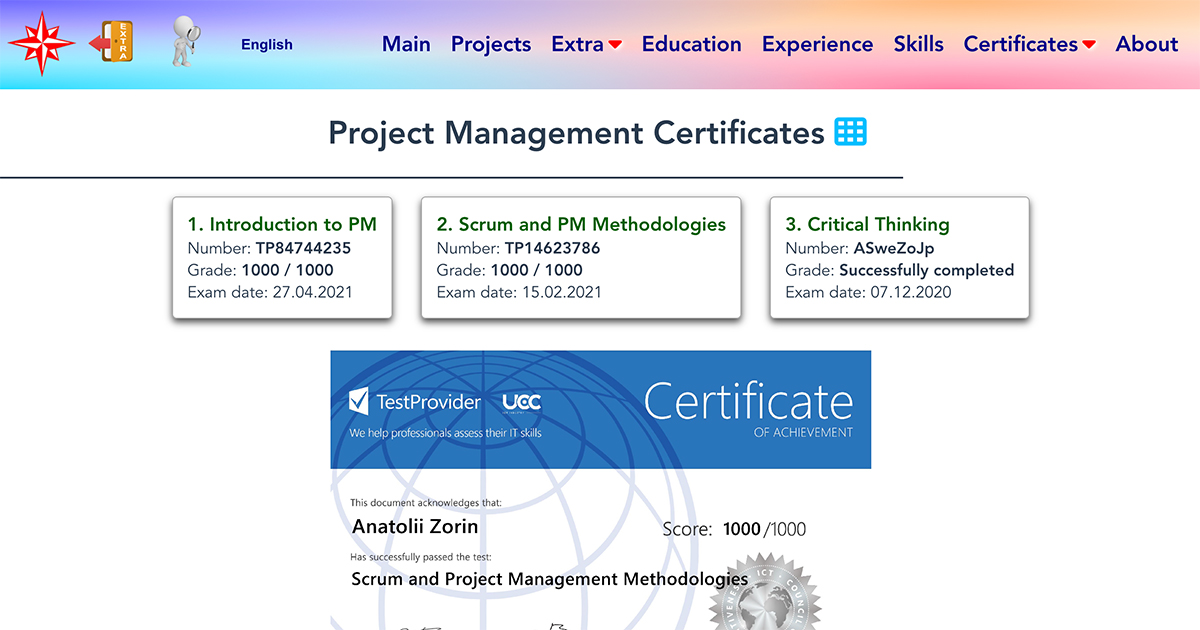 EXTRA
English
Main Projects Extra Education Experience Skills Certificates About
Project Management Certificates
1. Introduction to PM
Number: TP84744235
Grade: 1000 / 1000
Exam date: 27.04.2021
2. Scrum and PM Methodologies
Number: TP14623786
Grade: 1000 / 1000
Exam date: 15.02.2021
3. Critical Thinking
Number: ASweZoJp
Grade: Successfully completed
Exam date: 07.12.2020
TestProvider
We help professionals assess their IT skills
Certificate
OF ACHIEVEMENT
This document acknowledges that:
Anatolii Zorin
Score: 1000/1000
Has successfully passed the test:
Scrum and Project Management Methodologies
ICT COUNCIL